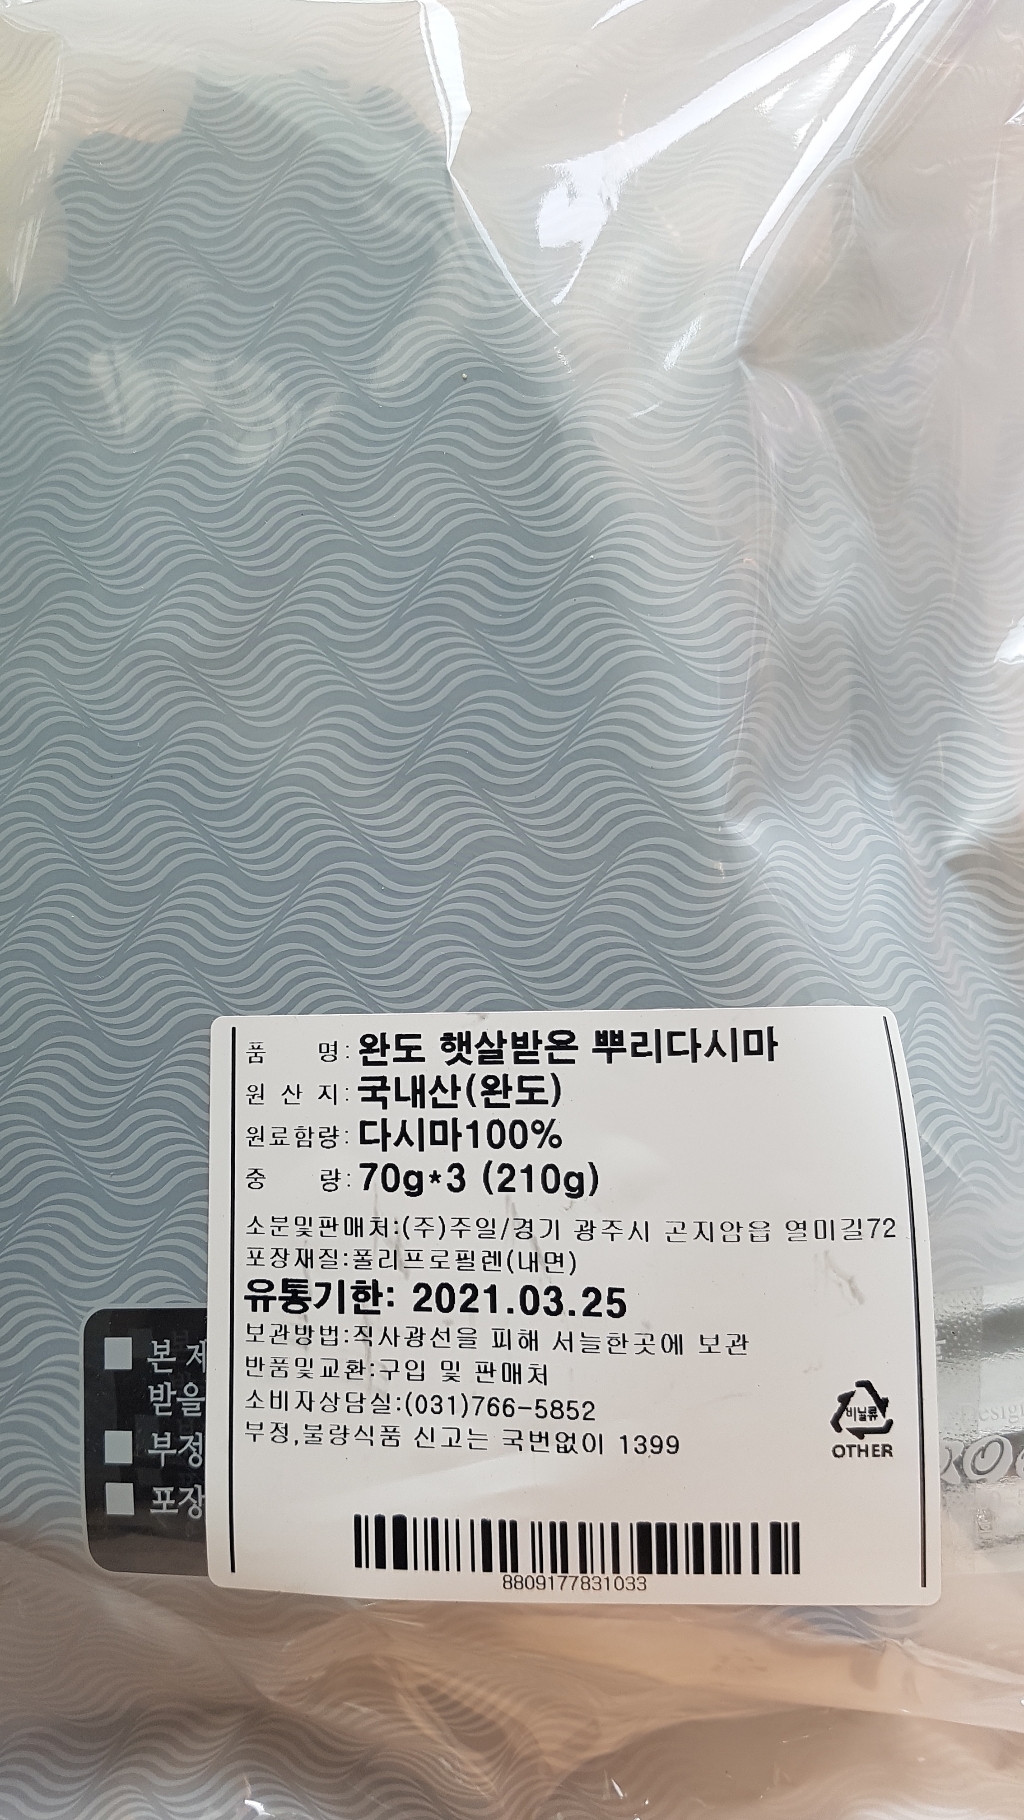 품 명: 완도 햇살받은 뿌리다시마
원 산 지: 국내산(완도)
원료함량: 다시마100%
중 량: 70g*3 (210g)
소분및판매처:(주)주일/경기 광주시 곤지암읍 열미길72
포장재질:폴리프로필렌(내면)
유통기한: 2021.03.25
보관방법:직사광선을 피해 서늘한곳에 보관
반품및교환:구입 및 판매처
소비자상담실:(031)766-5852
부정,불량식품 신고는 국번없이 1399
비닐류
OTHER
8809177831033
본 제
받을
부정
포장